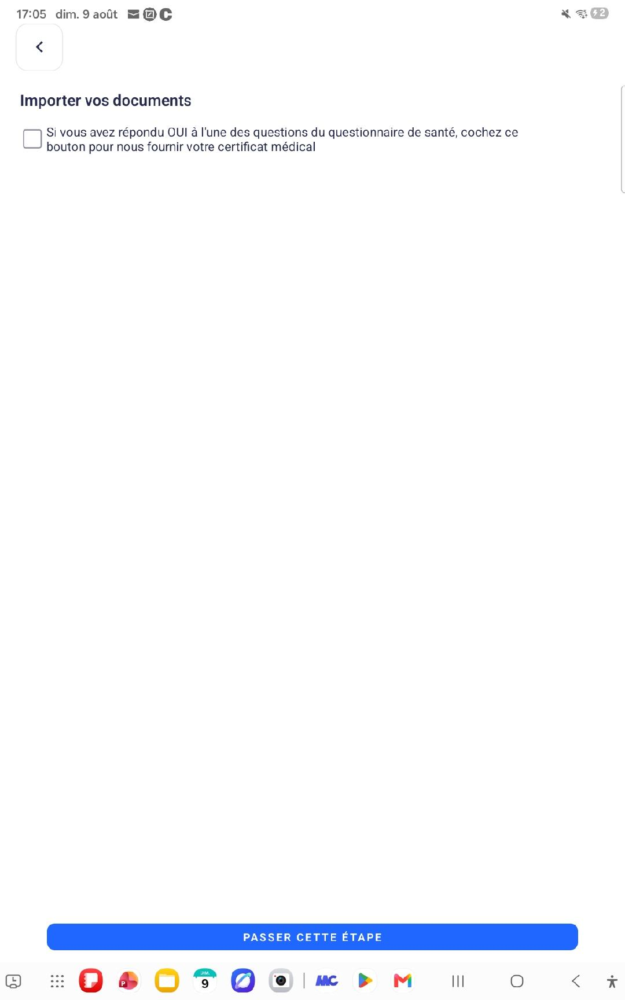 17:05 dim. 9 août
2
Importer vos documents
Si vous avez répondu OUI à l'une des questions du questionnaire de santé, cochez ce
bouton pour nous fournir votre certificat médical
PASSER CETTE ÉTAPE
DIM.
9
P
MC